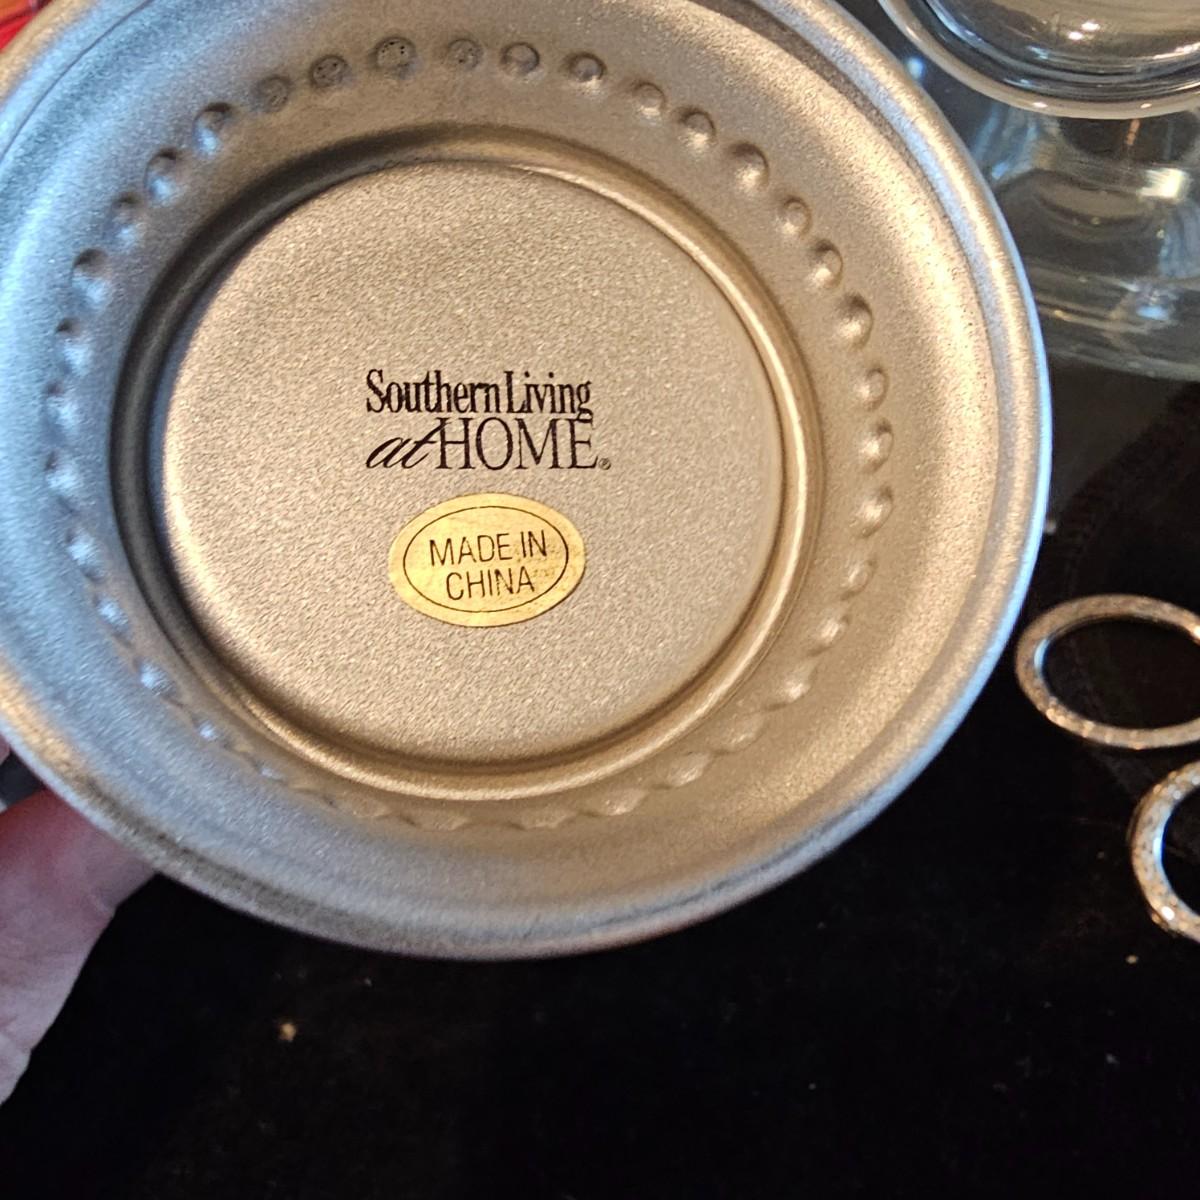 Southern Living
at HOME®
MADE IN
CHINA